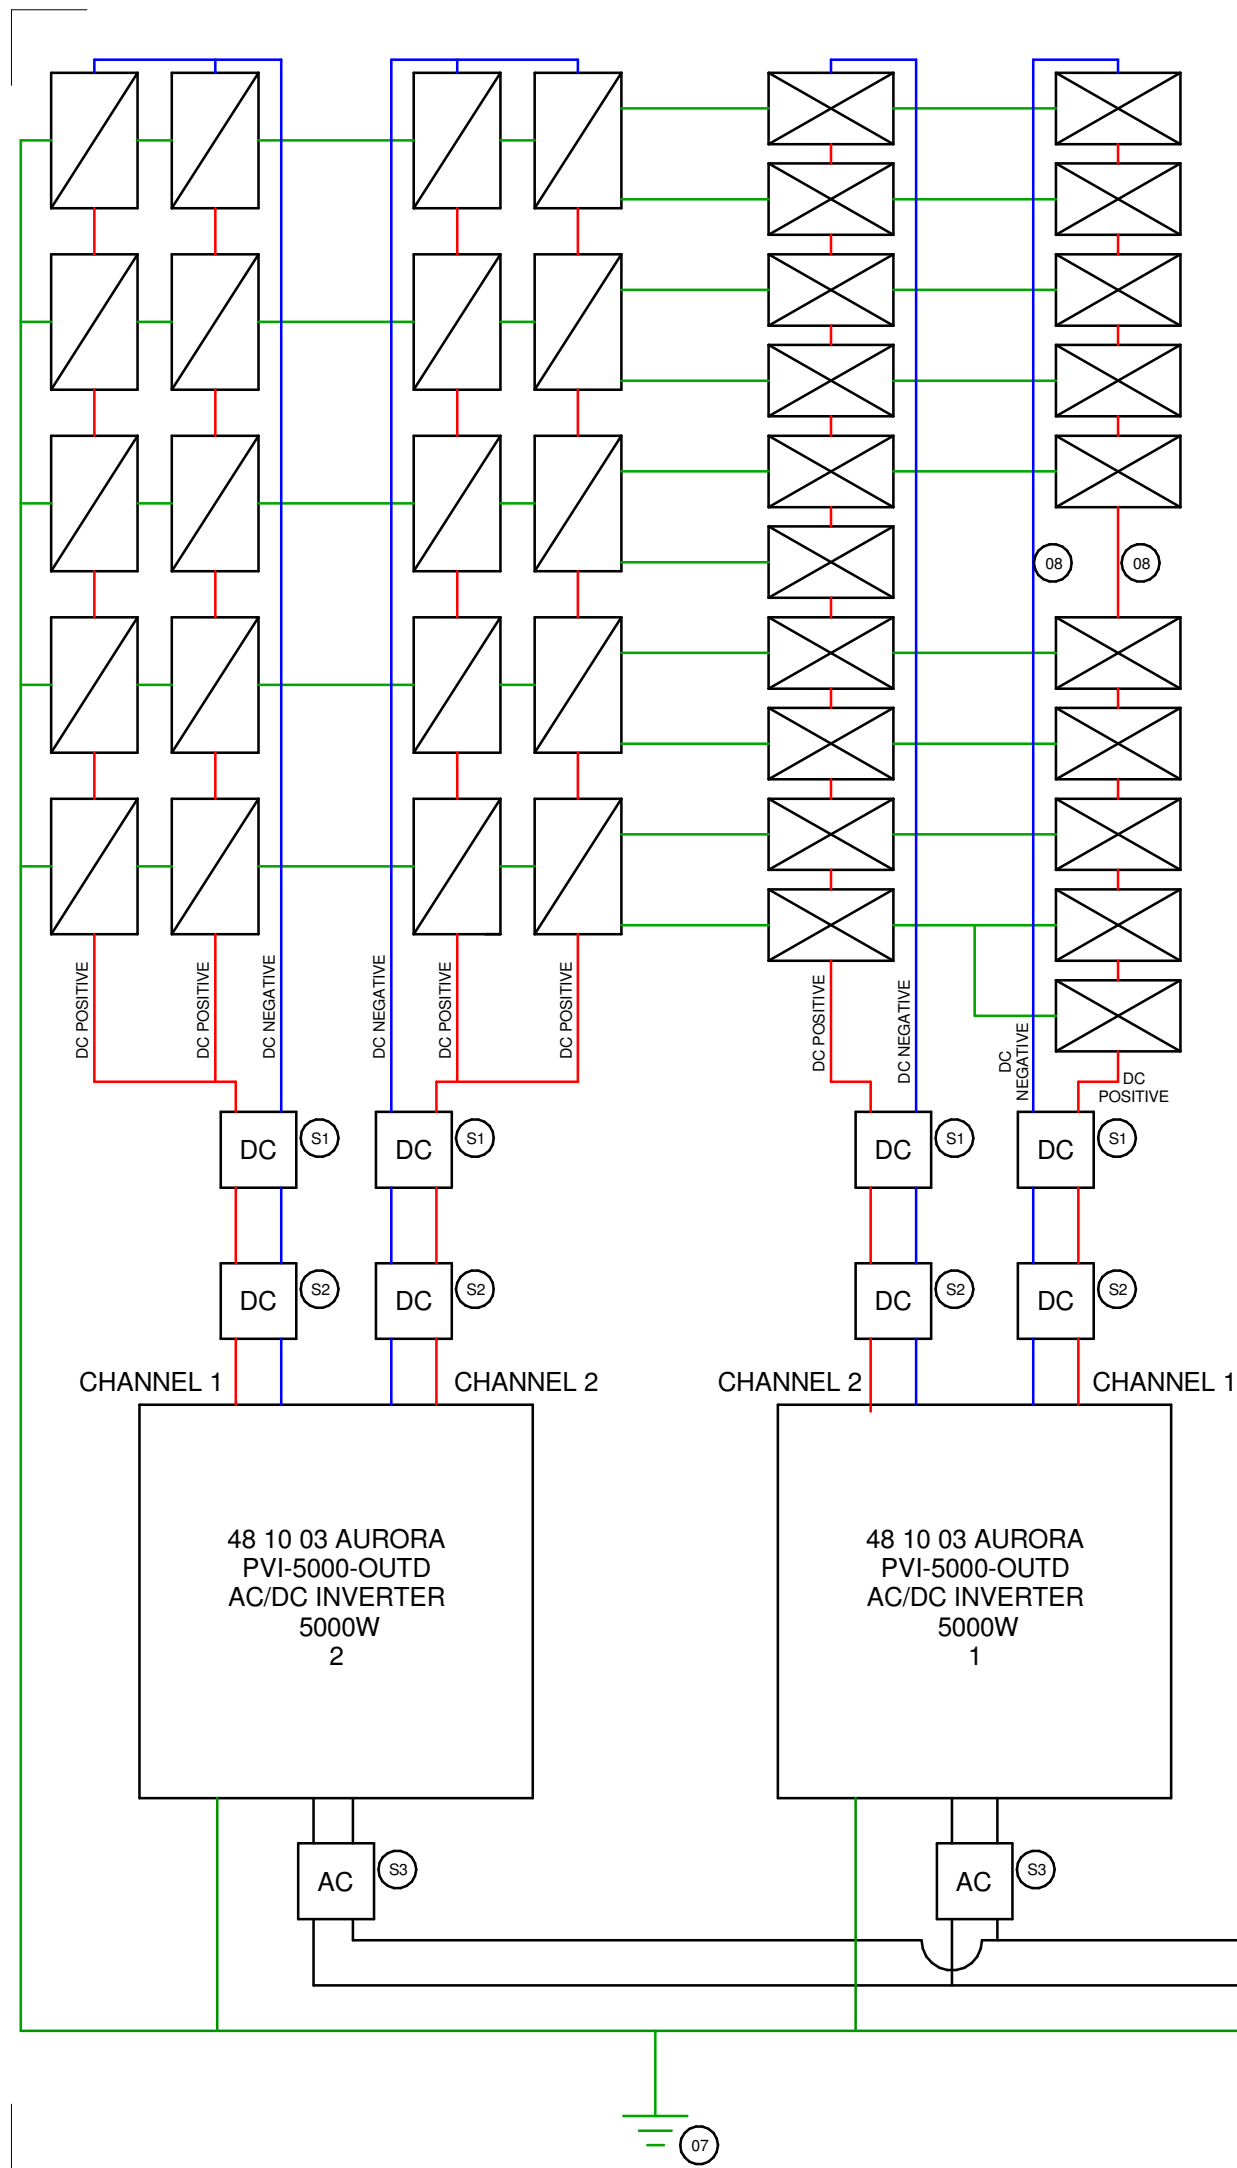 08
08
DC POSITIVE
DC POSITIVE
DC NEGATIVE
DC NEGATIVE
DC POSITIVE
DC POSITIVE
DC POSITIVE
DC NEGATIVE
DC
NEGATIVE
DC
POSITIVE
DC
S1
DC
S1
DC
S1
DC
S1
DC
S2
DC
S2
DC
S2
DC
S2
CHANNEL 1
CHANNEL 2
CHANNEL 2
CHANNEL 1
48 10 03 AURORA
PVI-5000-OUTD
AC/DC INVERTER
5000W
2
48 10 03 AURORA
PVI-5000-OUTD
AC/DC INVERTER
5000W
1
AC
S3
AC
S3
07